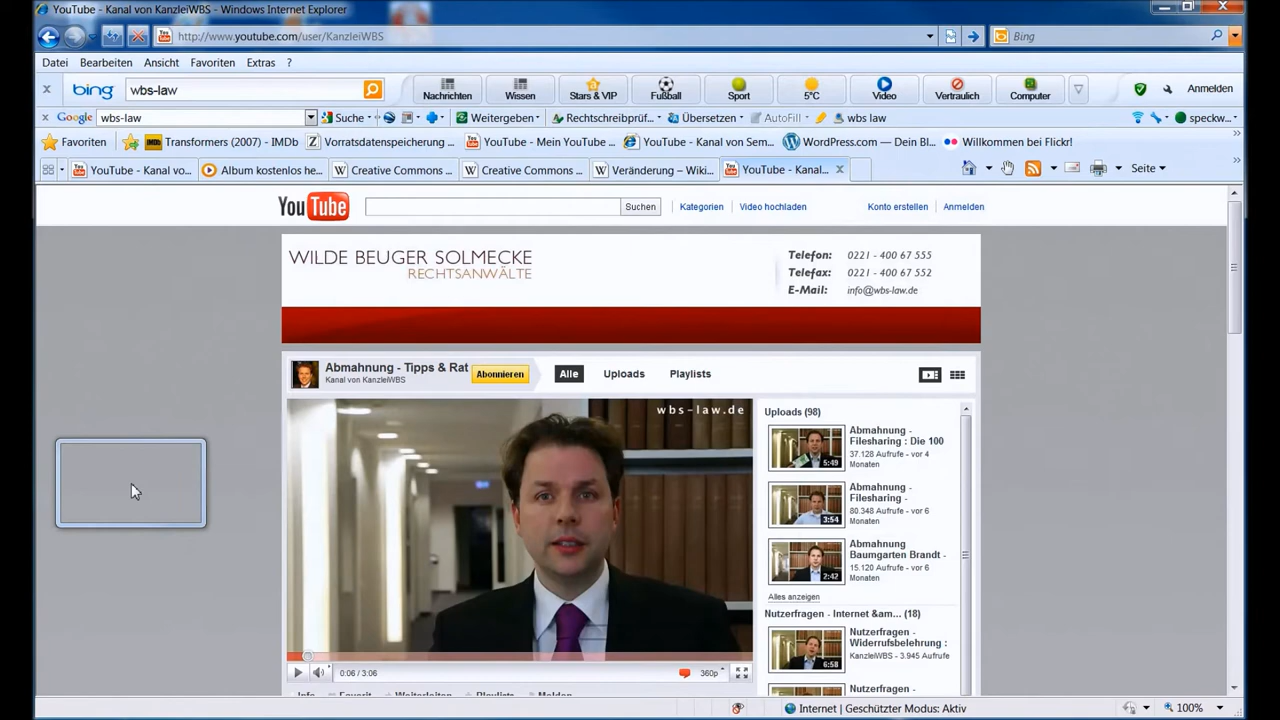 YouTube - Kanal von KanzleiWBS - Windows Internet Explorer
http://www.youtube.com/user/KanzleiWBS
Bing
Datei Bearbeiten Ansicht Favoriten Extras ?
bing wbs-law Nachrichten Wissen Stars & VIP Fußball Sport 5°C Video Vertraulich Computer Anmelden
Google wbs-law Suche Weitergeben Rechtschreibprüf... Übersetzen AutoFill wbs law speckw...
Favoriten IMDb Transformers (2007) - IMDb Z Vorratsdatenspeicherung ... YouTube - Mein YouTube ... YouTube - Kanal von Sem... WordPress.com — Dein Bl... Willkommen bei Flickr!
YouTube - Kanal vo... Album kostenlos he... W Creative Commons ... W Creative Commons ... W Veränderung – Wiki... YouTube - Kanal... x Seite
YouTube Suchen Kategorien Video hochladen Konto erstellen Anmelden
WILDE BEUGER SOLMECKE
RECHTSANWÄLTE
Telefon: 0221 - 400 67 555
Telefax: 0221 - 400 67 552
E-Mail: info@wbs-law.de
Abmahnung - Tipps & Rat
Kanal von KanzleiWBS
Abonnieren
Alle Uploads Playlists
wbs-law.de
Uploads (98)
Abmahnung -
Filesharing : Die 100
37.128 Aufrufe - vor 4
Monaten
5:49
Abmahnung -
Filesharing -
80.348 Aufrufe - vor 6
Monaten
3:54
Abmahnung
Baumgarten Brandt -
15.120 Aufrufe - vor 6
Monaten
2:42
Alles anzeigen
Nutzerfragen - Internet &am... (18)
Nutzerfragen -
Widerrufsbelehrung :
KanzleiWBS - 3.945 Aufrufe
6:58
Nutzerfragen -
0:06 / 3:06
360p
Info Favorit Weiterleiten Playlists Melden
Internet | Geschützter Modus: Aktiv
100%